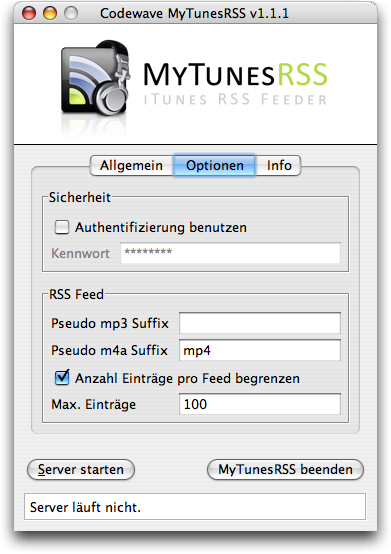 Codewave MyTunesRSS v1.1.1
MyTunesRSS
iTunes RSS Feeder
Allgemein Optionen Info
Sicherheit
Authentifizierung benutzen
Kennwort ********
RSS Feed
Pseudo mp3 Suffix
Pseudo m4a Suffix mp4
Anzahl Einträge pro Feed begrenzen
Max. Einträge 100
Server starten MyTunesRSS beenden
Server läuft nicht.